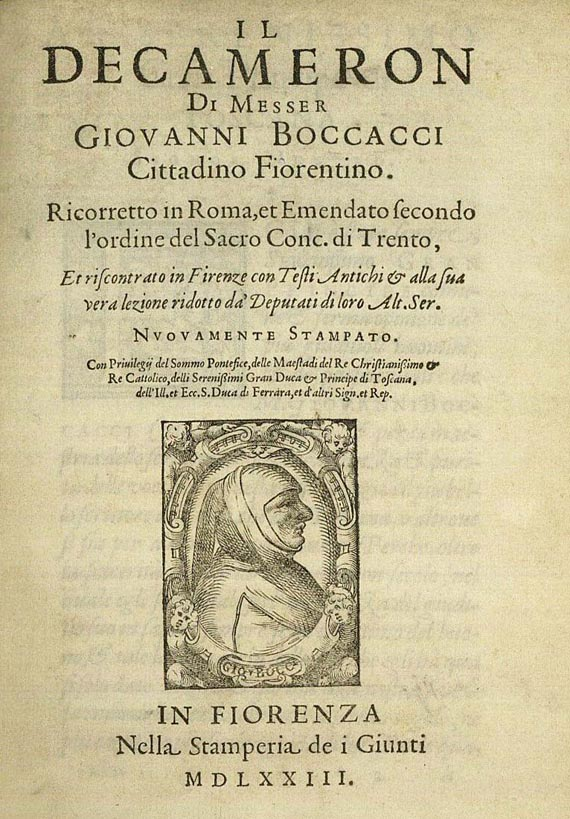 IL
DECAMERON
DI MESSER
GIOVANNI BOCCACCI
Cittadino Fiorentino.
Ricorretto in Roma, et Emendato ſecondo
l'ordine del Sacro Conc. di Trento,
Et riſcontrato in Firenze con Teſti Antichi & alla ſua
vera lezione ridotto da' Deputati di loro Alt. Ser.
NVOVAMENTE STAMPATO.
Con Priuilegij del Sommo Pontefice, delle Maeſtadi del Re Chriſtianiſsimo &
Re Cattolico, delli Sereniſsimi Gran Duca & Principe di Toſcana,
dell'Ill. et Ecc. S. Duca di Ferrara, et d'altri Sign. et Rep.
GIO. BOCC.
IN FIORENZA
Nella Stamperia de i Giunti
MDLXXIII.